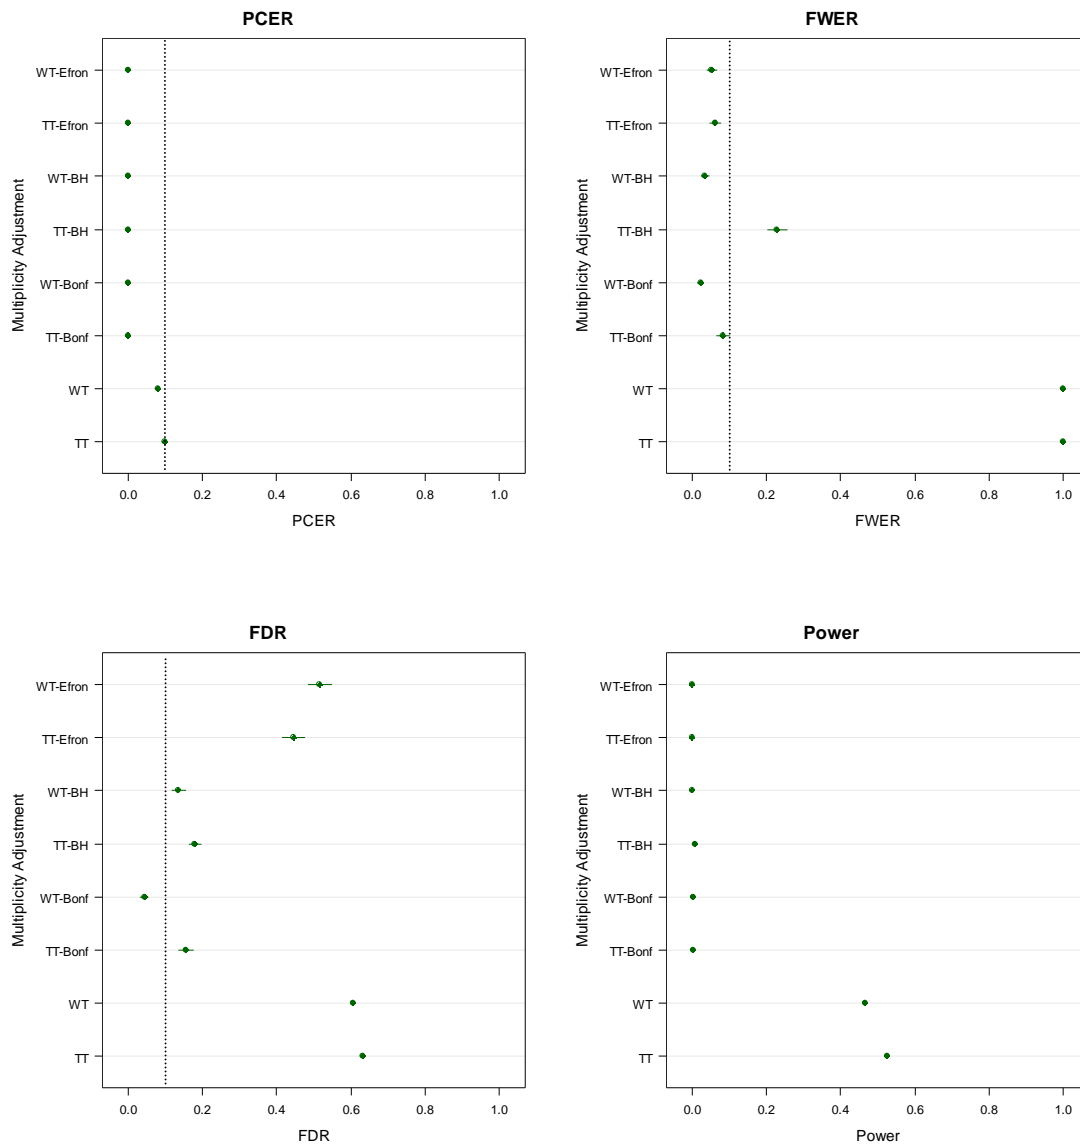 PCER
Multiplicity Adjustment
WT-Efron
TT-Efron
WT-BH
TT-BH
WT-Bonf
TT-Bonf
WT
TT
0.0 0.2 0.4 0.6 0.8 1.0
PCER
FWER
Multiplicity Adjustment
WT-Efron
TT-Efron
WT-BH
TT-BH
WT-Bonf
TT-Bonf
WT
TT
0.0 0.2 0.4 0.6 0.8 1.0
FWER
FDR
Multiplicity Adjustment
WT-Efron
TT-Efron
WT-BH
TT-BH
WT-Bonf
TT-Bonf
WT
TT
0.0 0.2 0.4 0.6 0.8 1.0
FDR
Power
Multiplicity Adjustment
WT-Efron
TT-Efron
WT-BH
TT-BH
WT-Bonf
TT-Bonf
WT
TT
0.0 0.2 0.4 0.6 0.8 1.0
Power